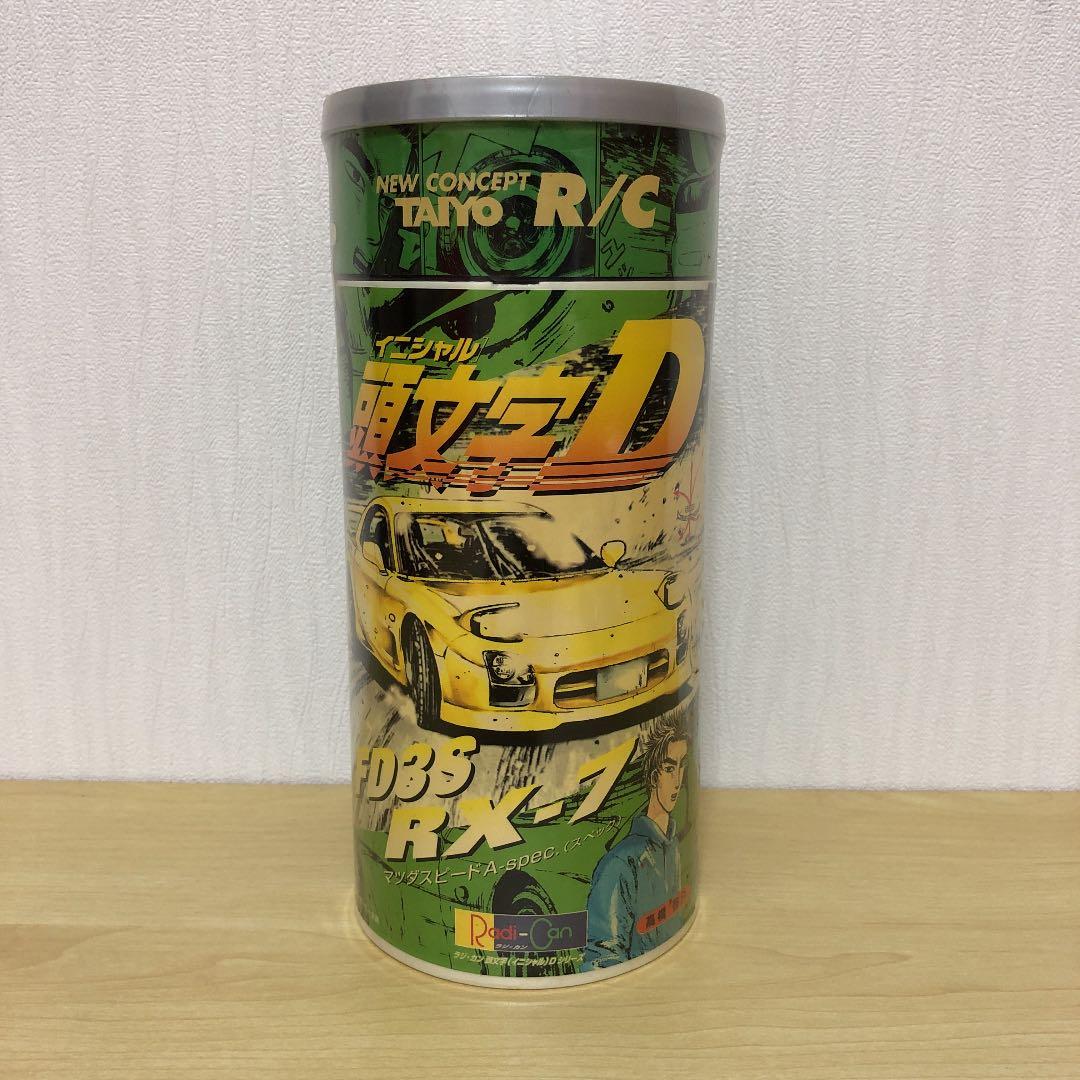 NEW CONCEPT
TAIYO R/C
イニシャル
頭文字D
FD3S
RX-7
マツダスピードA-spec.(スペック)
高橋
Radi-Can
ラジ・カン
ラジ・カン 頭文字(イニシャル)Dシリーズ